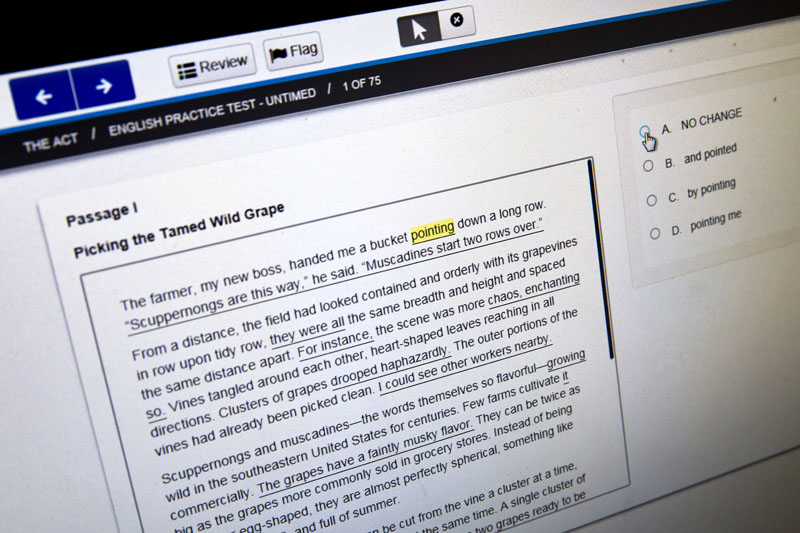 Review
Flag
THE ACT / ENGLISH PRACTICE TEST - UNTIMED / 1 OF 75
Passage I
Picking the Tamed Wild Grape
The farmer, my new boss, handed me a bucket pointing down a long row.
“Scuppernongs are this way,” he said. “Muscadines start two rows over.”
From a distance, the field had looked contained and orderly with its grapevines
in row upon tidy row, they were all the same breadth and height and spaced
the same distance apart. For instance, the scene was more chaos, enchanting
so. Vines tangled around each other, heart-shaped leaves reaching in all
directions. Clusters of grapes drooped haphazardly. The outer portions of the
vines had already been picked clean. I could see other workers nearby.
Scuppernongs and muscadines—the words themselves so flavorful—growing
wild in the southeastern United States for centuries. Few farms cultivate it
commercially. The grapes have a faintly musky flavor. They can be twice as
big as the grapes more commonly sold in grocery stores. Instead of being
egg-shaped, they are almost perfectly spherical, something like
and full of summer.
be cut from the vine a cluster at a time,
the same time. A single cluster of
two grapes ready to be
A. NO CHANGE
B. and pointed
C. by pointing
D. pointing me